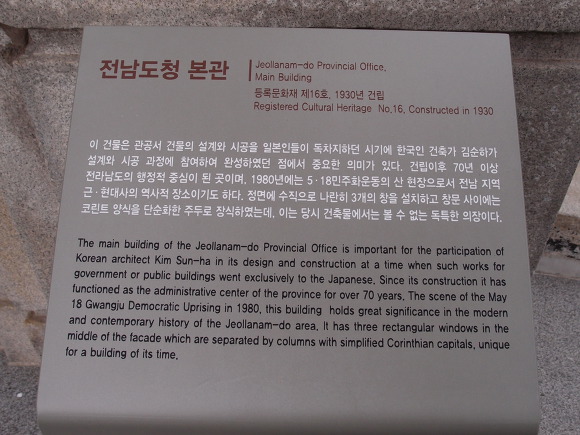 전남도청 본관
Jeollanam-do Provincial Office,
Main Building
등록문화재 제16호, 1930년 건립
Registered Cultural Heritage No.16, Constructed in 1930
이 건물은 관공서 건물의 설계와 시공을 일본인들이 독차지하던 시기에 한국인 건축가 김순하가
설계와 시공 과정에 참여하여 완성하였던 점에서 중요한 의미가 있다. 건립이후 70년 이상
전라남도의 행정적 중심이 된 곳이며, 1980년에는 5·18민주화운동의 산 현장으로서 전남 지역
근·현대사의 역사적 장소이기도 하다. 정면에 수직으로 나란히 3개의 창을 설치하고 창문 사이에는
코린트 양식을 단순화한 주두로 장식하였는데, 이는 당시 건축물에서는 볼 수 없는 독특한 의장이다.
The main building of the Jeollanam-do Provincial Office is important for the participation of
Korean architect Kim Sun-ha in its design and construction at a time when such works for
government or public buildings went exclusively to the Japanese. Since its construction it has
functioned as the administrative center of the province for over 70 years. The scene of the May
18 Gwangju Democratic Uprising in 1980, this building holds great significance in the modern
and contemporary history of the Jeollanam-do area. It has three rectangular windows in the
middle of the facade which are separated by columns with simplified Corinthian capitals, unique
for a building of its time.